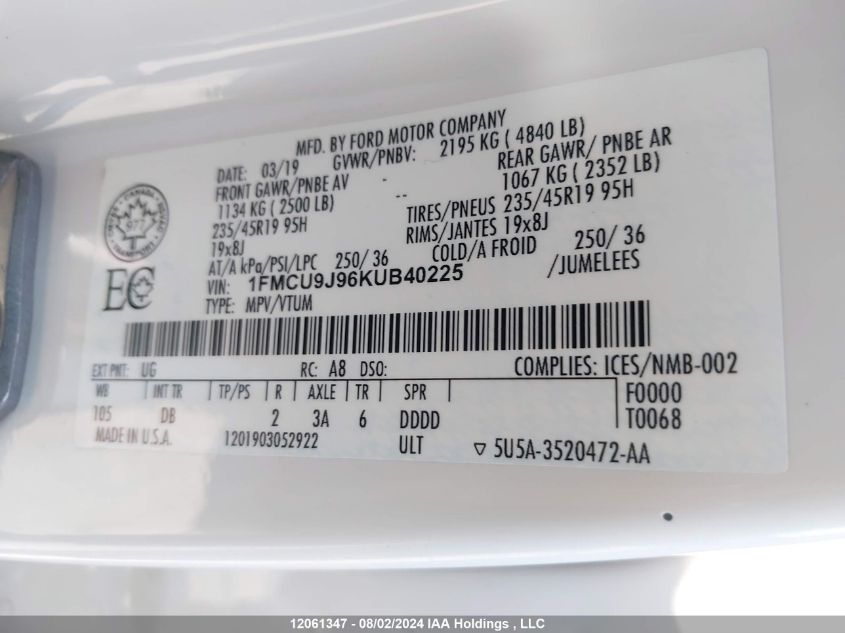 MFD. BY FORD MOTOR COMPANY
DATE: 03/19 GVWR/PNBV: 2195 KG ( 4840 LB)
FRONT GAWR/PNBE AV - REAR GAWR/ PNBE AR
1134 KG ( 2500 LB) -- 1067 KG ( 2352 LB)
235/45R19 95H TIRES/PNEUS 235/45R19 95H
19x8J RIMS/JANTES 19x8J
AT/A kPa/PSI/LPC 250/ 36 COLD/A FROID 250/ 36
VIN: 1FMCU9J96KUB40225 /JUMELEES
TYPE: MPV/VTUM
CANADA
977
TRANSPORT
EC
EXT PNT: UG RC: A8 DSO: COMPLIES: ICES/NMB-002
WB INT TR TP/PS R AXLE TR SPR F0000
105 DB 2 3A 6 DDDD T0068
MADE IN U.S.A. 1201903052922 ULT ▽ 5U5A-3520472-AA
12061347 - 08/02/2024 IAA Holdings , LLC